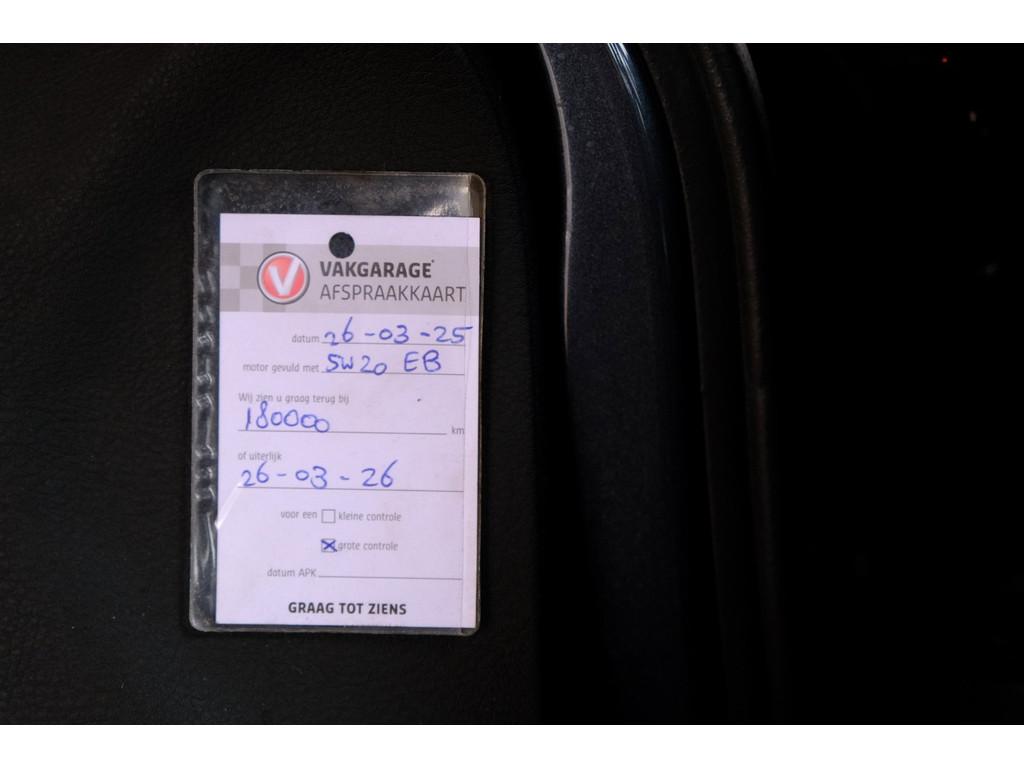 V VAKGARAGE
AFSPRAAKKAART
datum 26-03-25
motor gevuld met 5W20 EB
Wij zien u graag terug bij
180000 km
of uiterlijk
26-03-26
voor een kleine controle
grote controle
datum APK
GRAAG TOT ZIENS